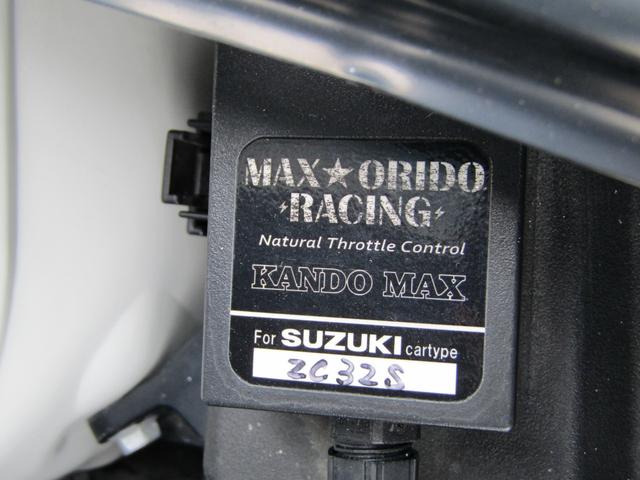 MAX★ORIDO
RACING
Natural Throttle Control
KANDO MAX
For SUZUKI cartype
ZC32S